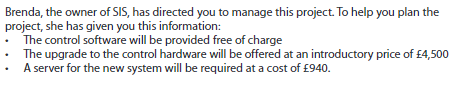 Brenda, the owner of SIS, has directed you to manage this project. To help you plan the
project, she has given you this information:
• The control software will be provided free of charge
• The upgrade to the control hardware will be offered at an introductory price of £4,500
• A server for the new system will be required at a cost of £940.